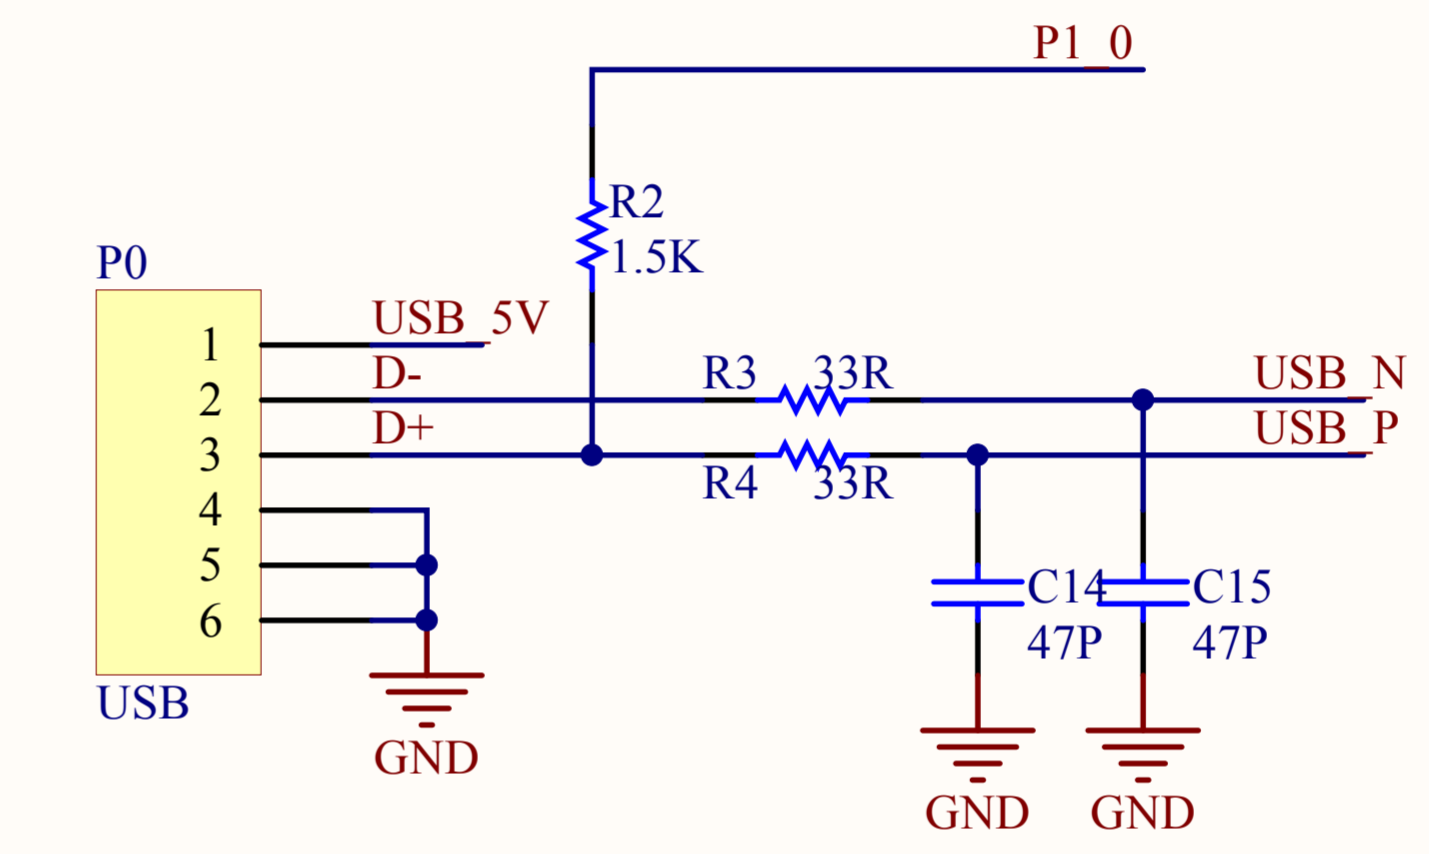 P1_0
R2
1.5K
P0
1
USB_5V
D-
2
R3 33R
USB_N
D+
3
R4 33R
USB_P
4
5
6
USB
GND
C14
47P
GND
C15
47P
GND